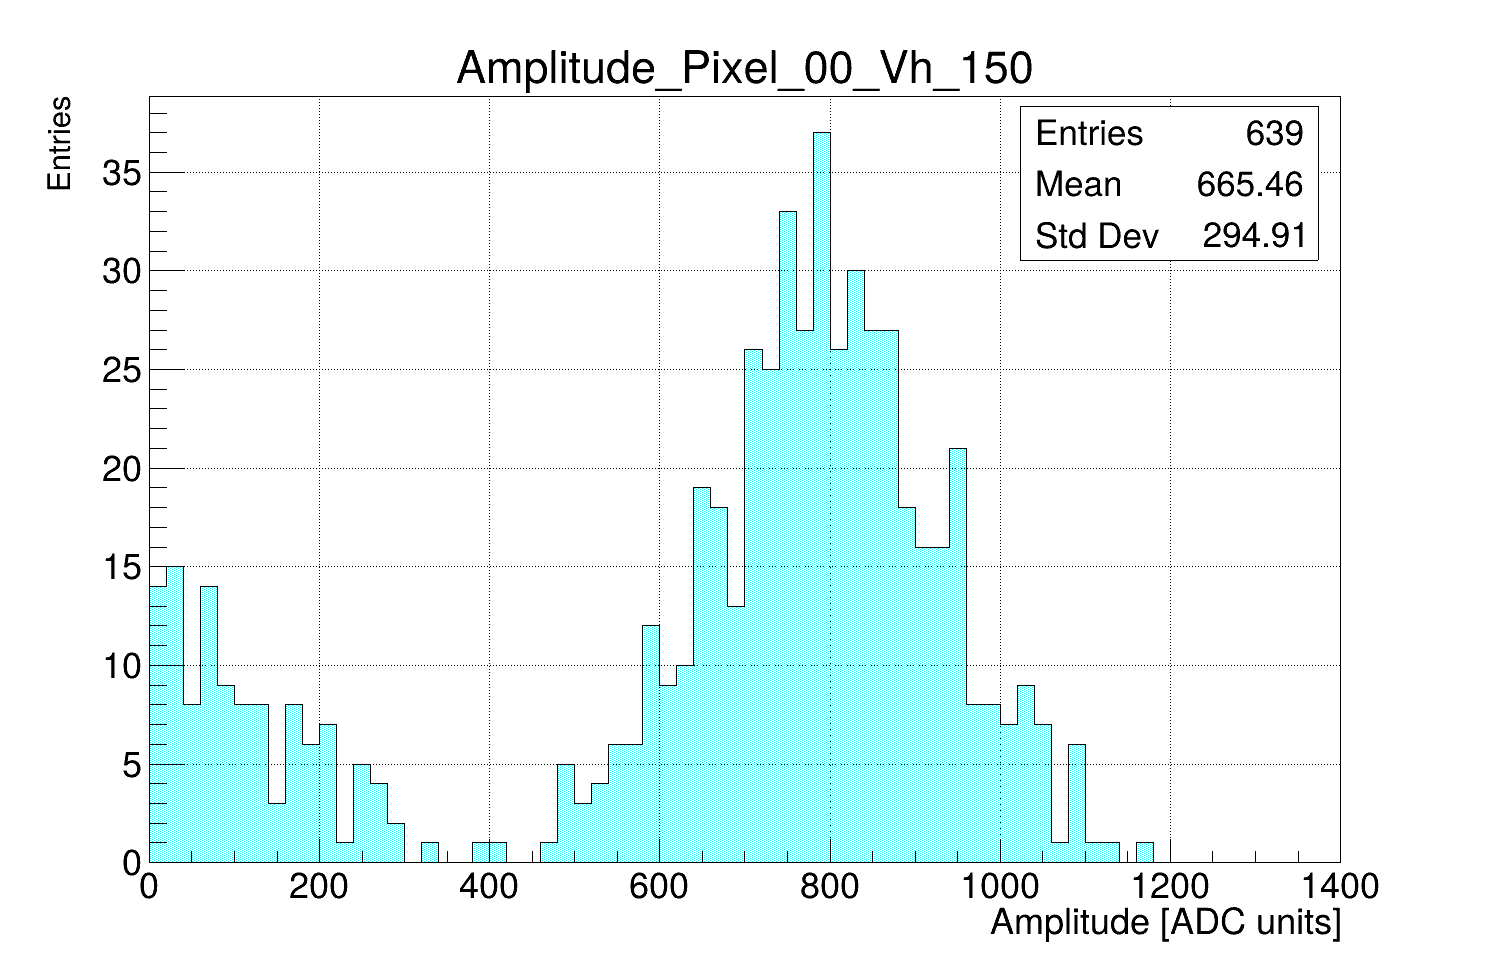 Amplitude_Pixel_00_Vh_150
Entries
Entries 639
Mean 665.46
Std Dev 294.91
35
30
25
20
15
10
5
0
0 200 400 600 800 1000 1200 1400
Amplitude [ADC units]